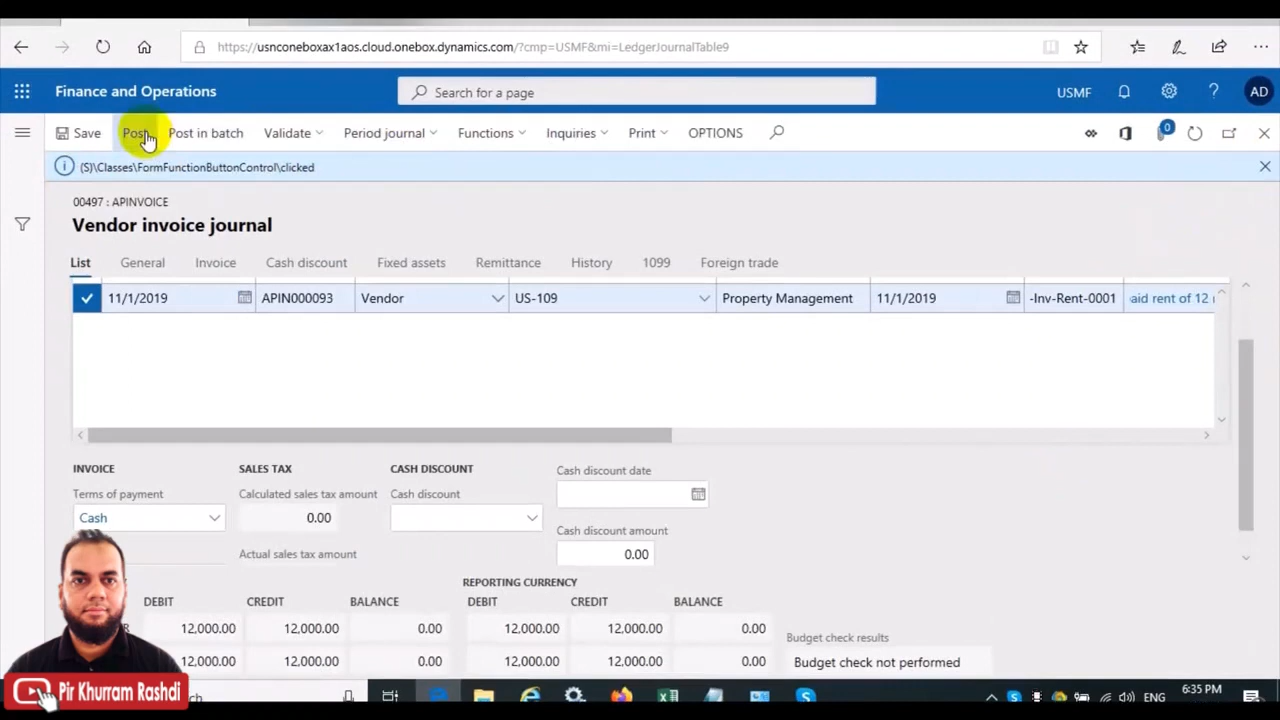 https://usnconeboxax1aos.cloud.onebox.dynamics.com/?cmp=USMF&mi=LedgerJournalTable9
Finance and Operations
Search for a page
USMF
AD
Save
Post
Post in batch
Validate
Period journal
Functions
Inquiries
Print
OPTIONS
0
(S)\Classes\FormFunctionButtonControl\clicked
00497 : APINVOICE
Vendor invoice journal
List
General
Invoice
Cash discount
Fixed assets
Remittance
History
1099
Foreign trade
11/1/2019
APIN000093
Vendor
US-109
Property Management
11/1/2019
-Inv-Rent-0001
aid rent of 12
INVOICE
SALES TAX
CASH DISCOUNT
Cash discount date
Terms of payment
Calculated sales tax amount
Cash discount
Cash
0.00
Cash discount amount
Actual sales tax amount
0.00
REPORTING CURRENCY
DEBIT
CREDIT
BALANCE
DEBIT
CREDIT
BALANCE
12,000.00
12,000.00
0.00
12,000.00
12,000.00
0.00
Budget check results
12,000.00
12,000.00
0.00
12,000.00
12,000.00
0.00
Budget check not performed
Pir Khurram Rashdi
ENG
6:35 PM